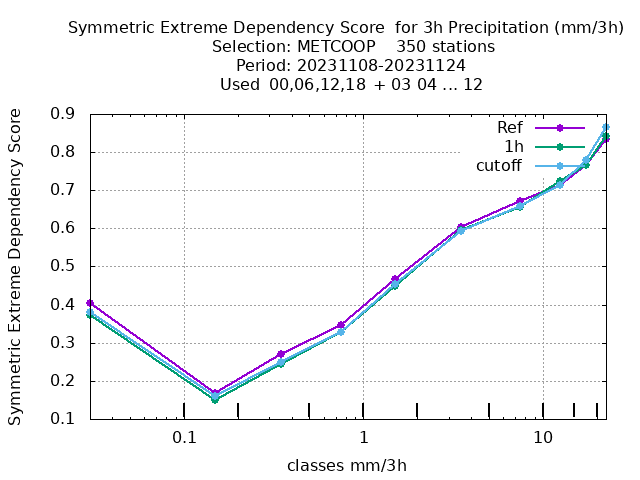 Symmetric Extreme Dependency Score for 3h Precipitation (mm/3h)
Selection: METCOOP 350 stations
Period: 20231108-20231124
Used 00,06,12,18 + 03 04 ... 12
Symmetric Extreme Dependency Score
0.9
0.8
0.7
0.6
0.5
0.4
0.3
0.2
0.1
Ref
1h
cutoff
0.1
1
10
classes mm/3h